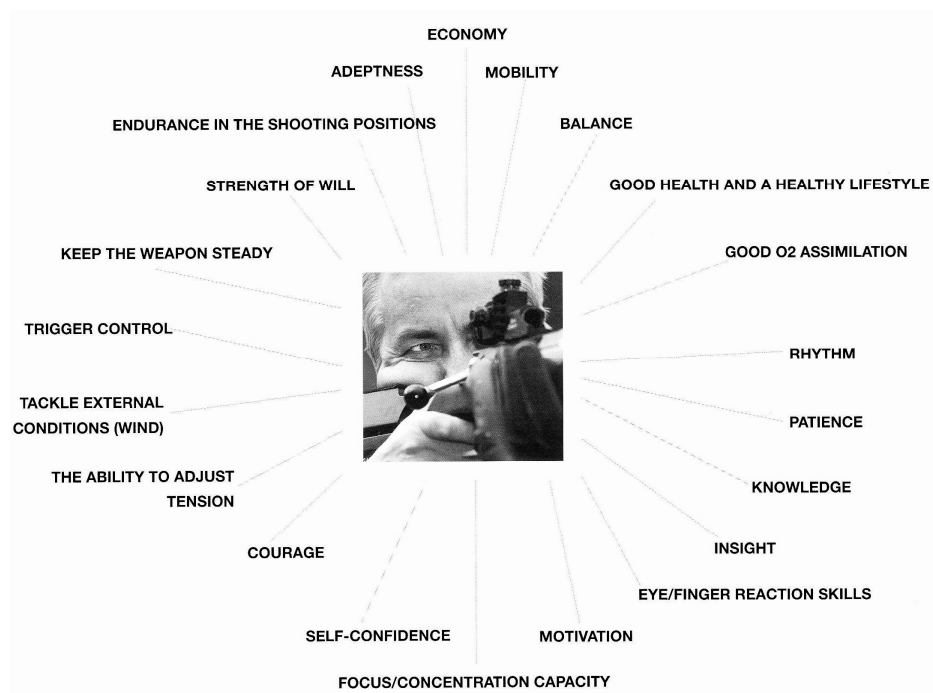 ECONOMY
ADEPTNESS
MOBILITY
ENDURANCE IN THE SHOOTING POSITIONS
BALANCE
STRENGTH OF WILL
GOOD HEALTH AND A HEALTHY LIFESTYLE
KEEP THE WEAPON STEADY
GOOD O2 ASSIMILATION
TRIGGER CONTROL
RHYTHM
TACKLE EXTERNAL
CONDITIONS (WIND)
PATIENCE
THE ABILITY TO ADJUST
TENSION
KNOWLEDGE
COURAGE
INSIGHT
EYE/FINGER REACTION SKILLS
SELF-CONFIDENCE
MOTIVATION
FOCUS/CONCENTRATION CAPACITY